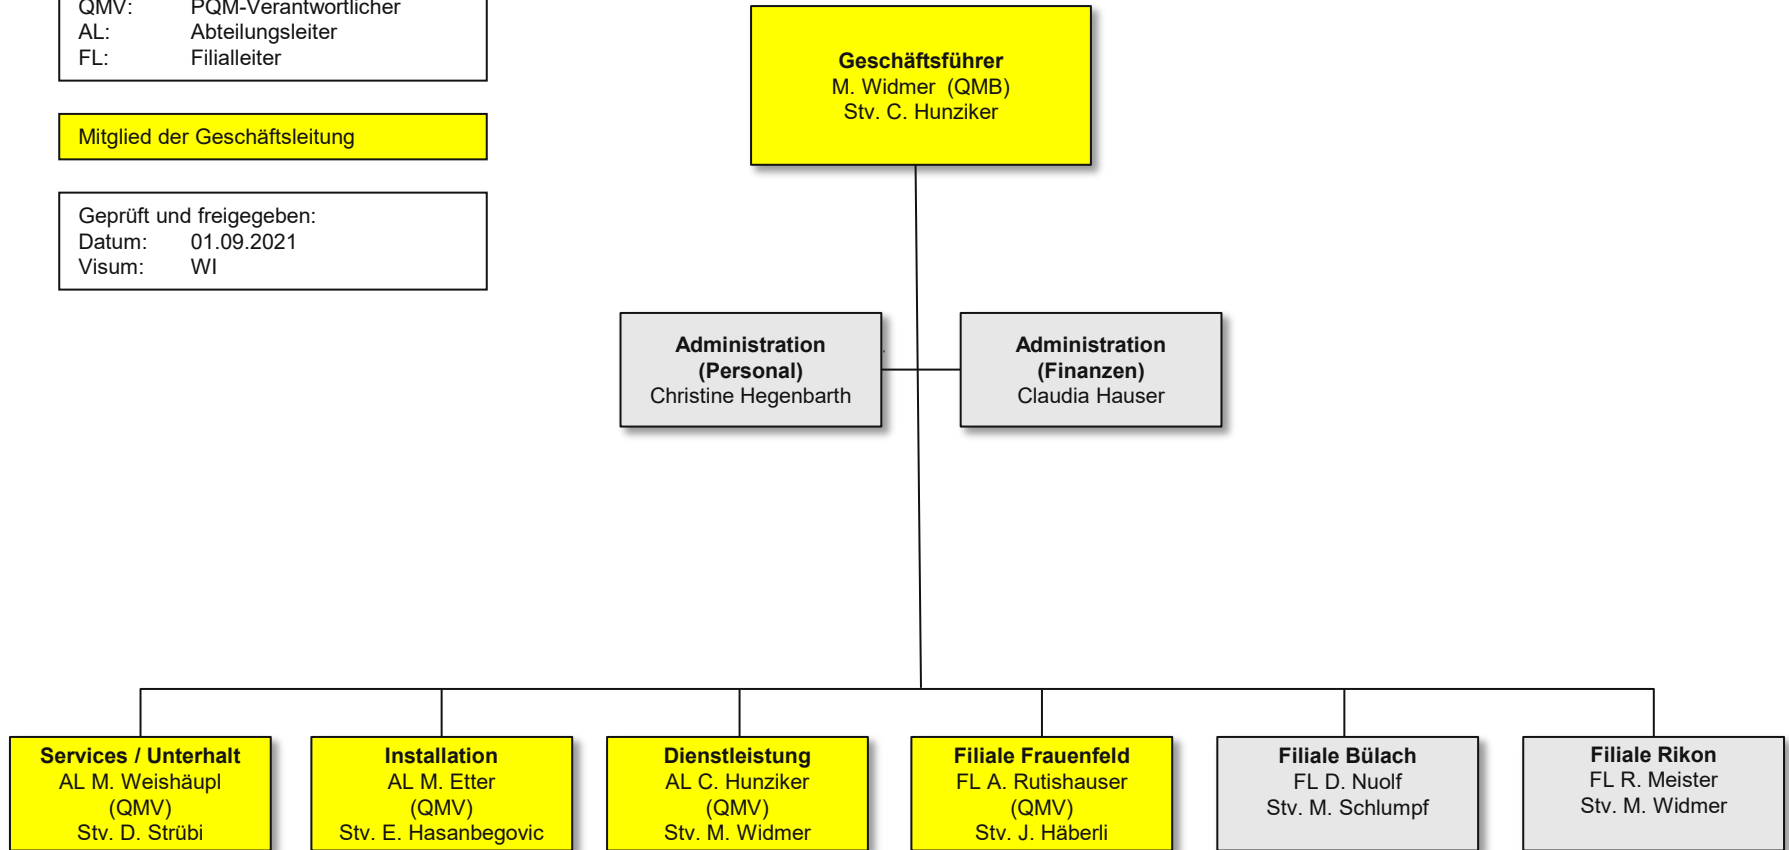 QMV: PQM-Verantwortlicher
AL: Abteilungsleiter
FL: Filialleiter
Mitglied der Geschäftsleitung
Geprüft und freigegeben:
Datum: 01.09.2021
Visum: WI
Geschäftsführer
M. Widmer (QMB)
Stv. C. Hunziker
Administration
(Personal)
Christine Hegenbarth
Administration
(Finanzen)
Claudia Hauser
Services / Unterhalt
AL M. Weishäupl
(QMV)
Stv. D. Strübi
Installation
AL M. Etter
(QMV)
Stv. E. Hasanbegovic
Dienstleistung
AL C. Hunziker
(QMV)
Stv. M. Widmer
Filiale Frauenfeld
FL A. Rutishauser
(QMV)
Stv. J. Häberli
Filiale Bülach
FL D. Nuolf
Stv. M. Schlumpf
Filiale Rikon
FL R. Meister
Stv. M. Widmer